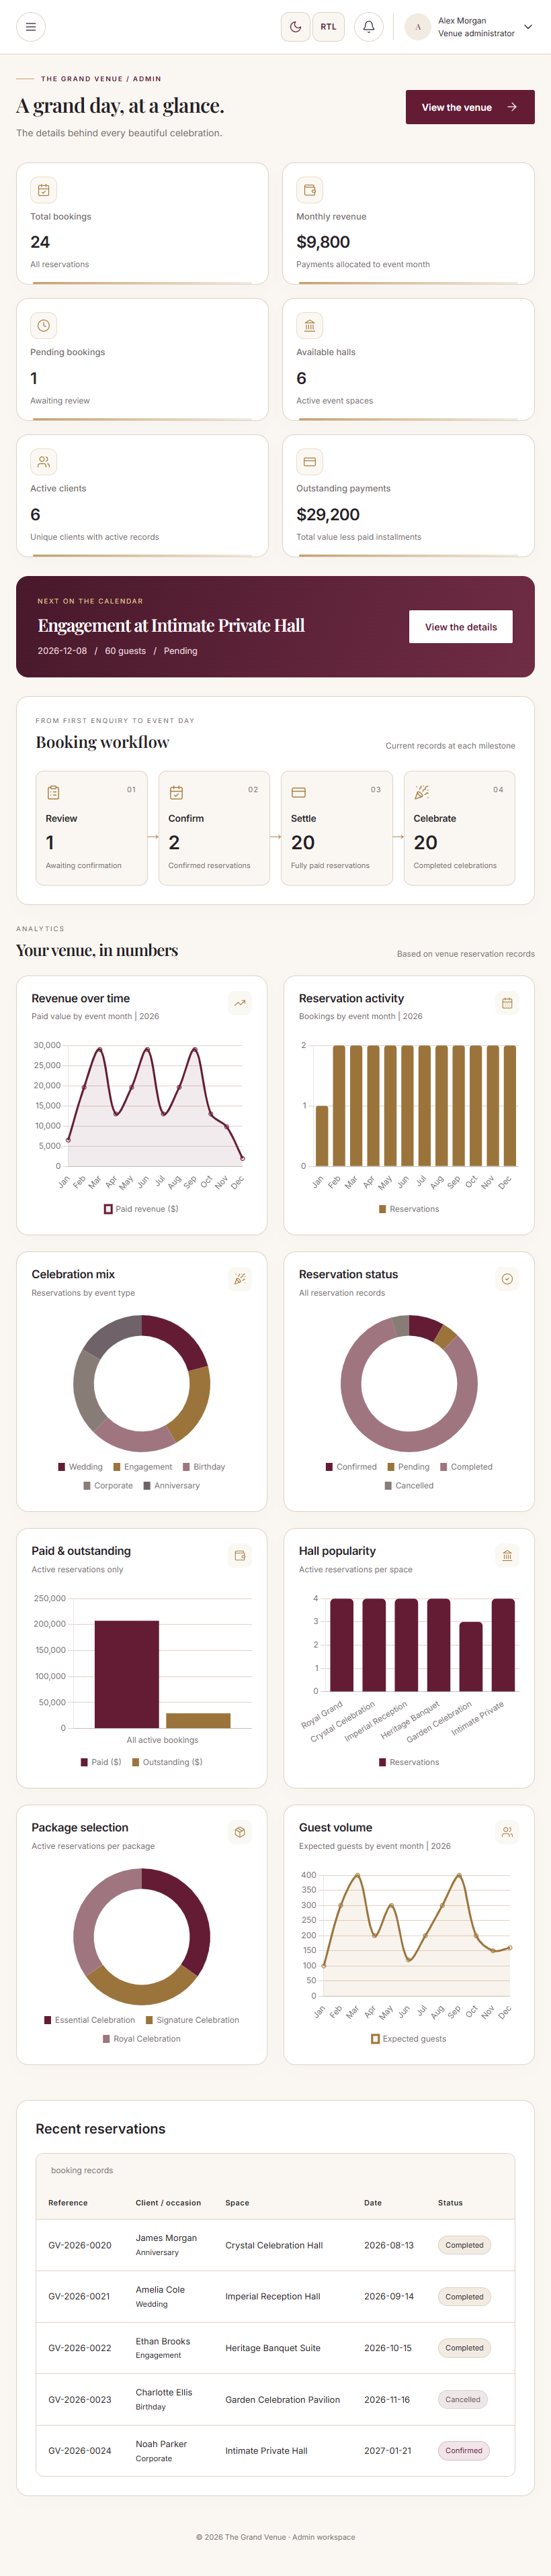 RTL
A
Alex Morgan
Venue administrator
THE GRAND VENUE / ADMIN
A grand day, at a glance.
The details behind every beautiful celebration.
View the venue
Total bookings
24
All reservations
Monthly revenue
$9,800
Payments allocated to event month
Pending bookings
1
Awaiting review
Available halls
6
Active event spaces
Active clients
6
Unique clients with active records
Outstanding payments
$29,200
Total value less paid installments
NEXT ON THE CALENDAR
Engagement at Intimate Private Hall
2026-12-08 / 60 guests / Pending
View the details
FROM FIRST ENQUIRY TO EVENT DAY
Booking workflow
Current records at each milestone
01
Review
1
Awaiting confirmation
02
Confirm
2
Confirmed reservations
03
Settle
20
Fully paid reservations
04
Celebrate
20
Completed celebrations
ANALYTICS
Your venue, in numbers
Based on venue reservation records
Revenue over time
Paid value by event month | 2026
30,000
25,000
20,000
15,000
10,000
5,000
0
Jan Feb Mar Apr May Jun Jul Aug Sep Oct Nov Dec
Paid revenue ($)
Reservation activity
Bookings by event month | 2026
2
1
0
Jan Feb Mar Apr May Jun Jul Aug Sep Oct Nov Dec
Reservations
Celebration mix
Reservations by event type
Wedding Engagement Birthday
Corporate Anniversary
Reservation status
All reservation records
Confirmed Pending Completed
Cancelled
Paid & outstanding
Active reservations only
250,000
200,000
150,000
100,000
50,000
0
All active bookings
Paid ($) Outstanding ($)
Hall popularity
Active reservations per space
4
3
2
1
0
Royal Grand
Crystal Celebration
Imperial Reception
Heritage Banquet
Garden Celebration
Intimate Private
Reservations
Package selection
Active reservations per package
Essential Celebration Signature Celebration
Royal Celebration
Guest volume
Expected guests by event month | 2026
400
350
300
250
200
150
100
50
0
Jan Feb Mar Apr May Jun Jul Aug Sep Oct Nov Dec
Expected guests
Recent reservations
booking records
Reference Client / occasion Space Date Status
GV-2026-0020 James Morgan Crystal Celebration Hall 2026-08-13 Completed
Anniversary
GV-2026-0021 Amelia Cole Imperial Reception Hall 2026-09-14 Completed
Wedding
GV-2026-0022 Ethan Brooks Heritage Banquet Suite 2026-10-15 Completed
Engagement
GV-2026-0023 Charlotte Ellis Garden Celebration Pavilion 2026-11-16 Cancelled
Birthday
GV-2026-0024 Noah Parker Intimate Private Hall 2027-01-21 Confirmed
Corporate
© 2026 The Grand Venue · Admin workspace